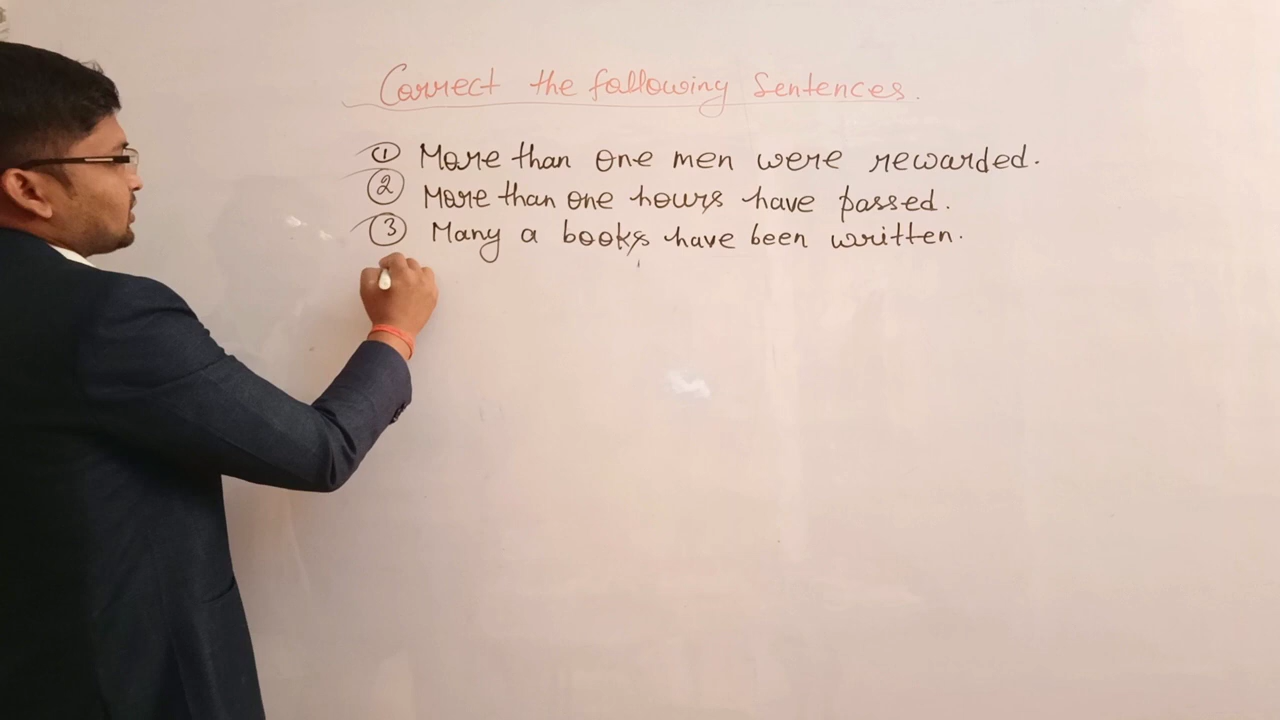 Correct the following Sentences.
① More than one men were rewarded.
② More than one hours have passed.
③ Many a books have been written.